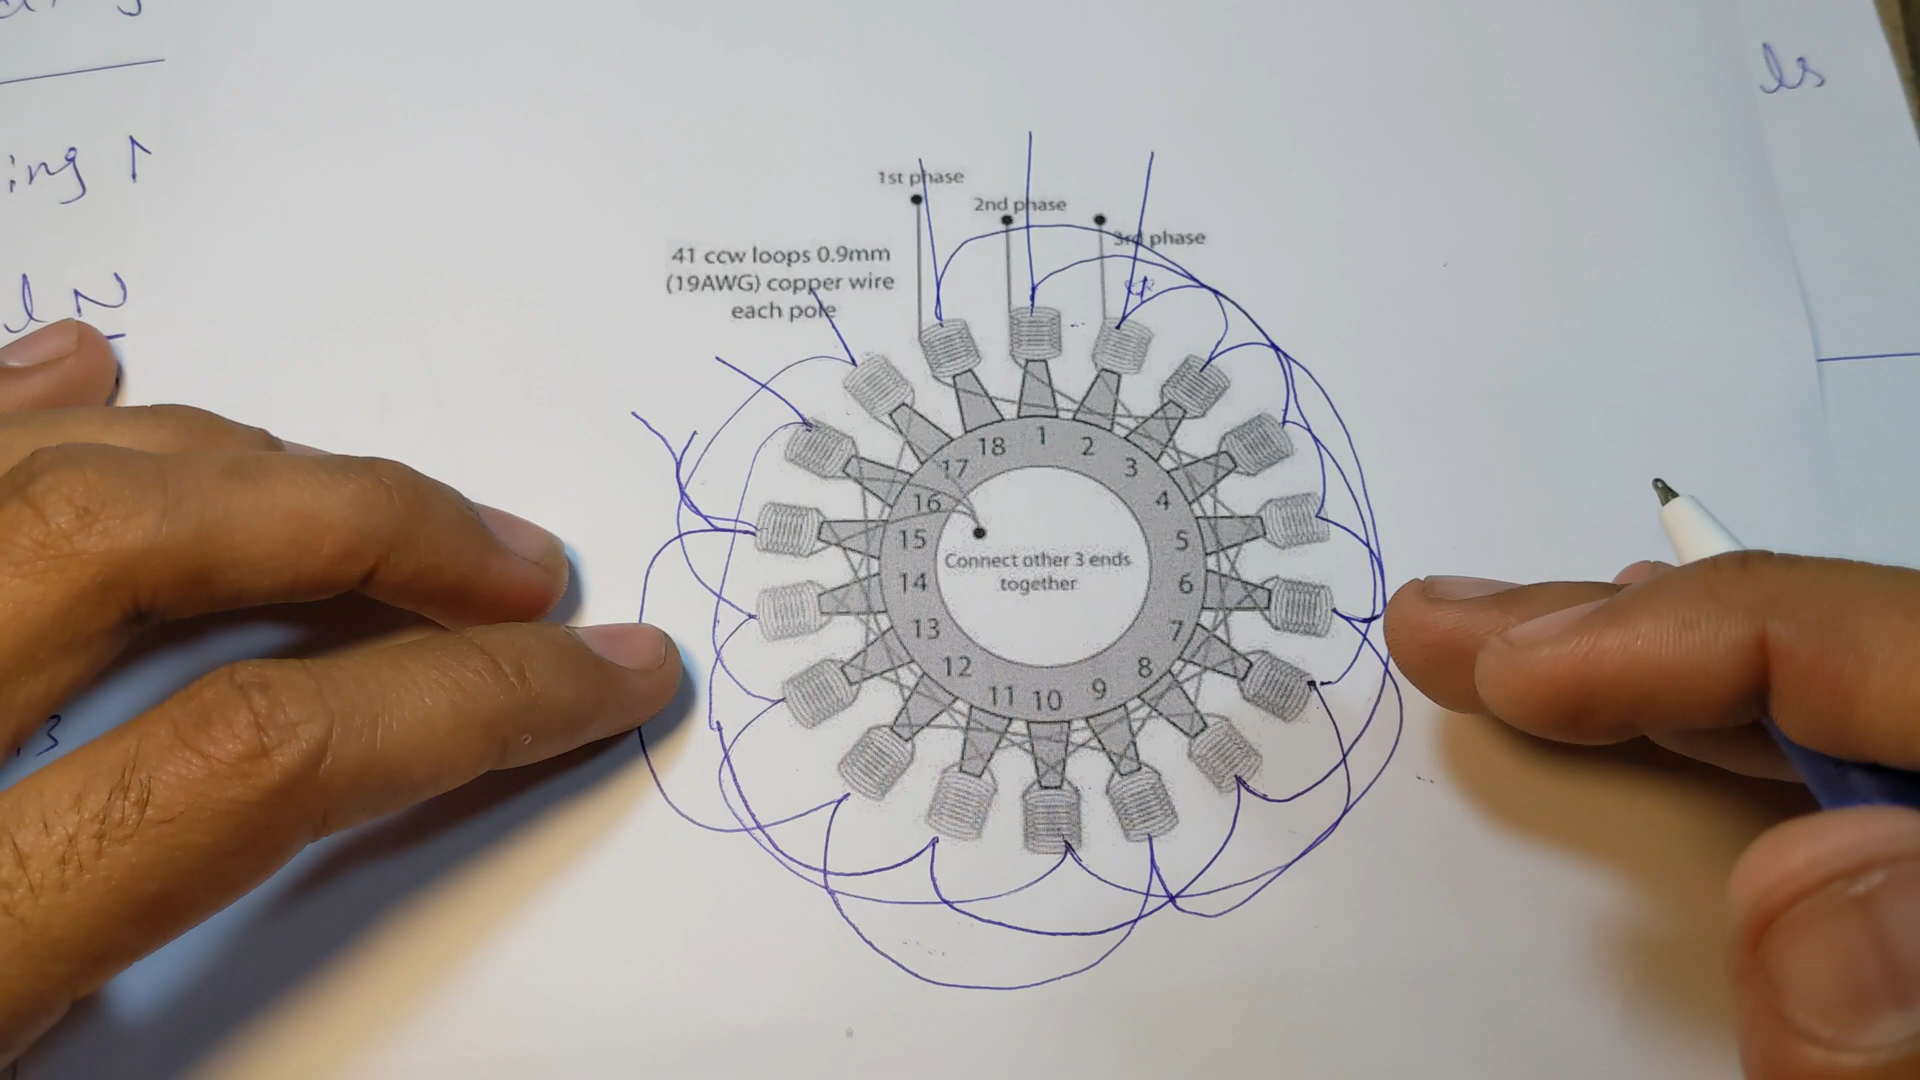 ls
ing
N
1st phase
2nd phase
3rd phase
41 ccw loops 0.9mm
(19AWG) copper wire
each pole
1
2
3
4
5
6
7
8
9
10
11
12
13
14
15
16
17
18
Connect other 3 ends
together
3